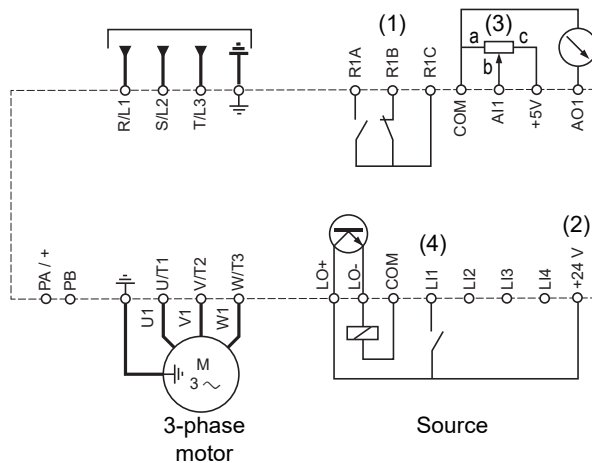 (1) (3)
a c
b
R/L1 S/L2 T/L3 R1A R1B R1C COM AI1 +5V AO1
(4) (2)
PA / + PB U/T1 V/T2 W/T3 LO+ LO- COM LI1 LI2 LI3 LI4 +24 V
U1 V1 W1
M
3 ~
3-phase Source
motor